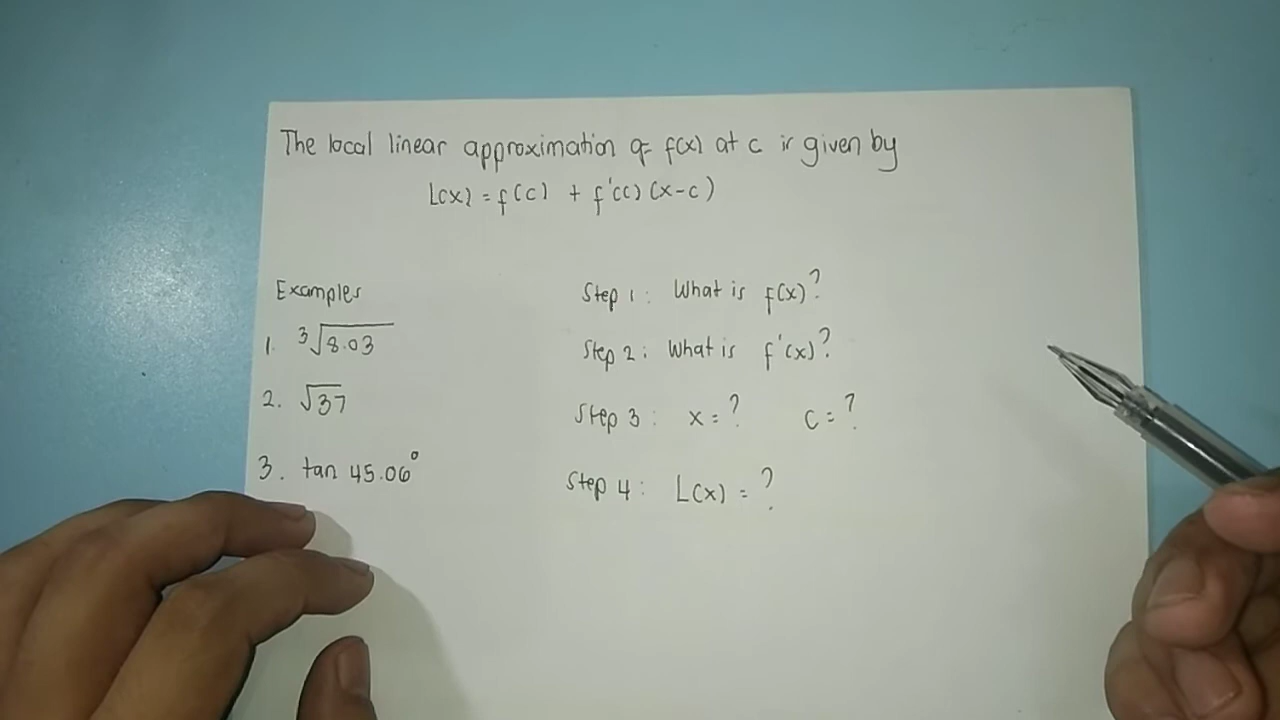 The local linear approximation of f(x) at c is given by
L(x) = f(c) + f'(c) (x-c)
Examples
1. ³√8.03
2. √37
3. tan 45.06°
Step 1: What is f(x)?
Step 2: What is f'(x)?
Step 3: x = ? c = ?
Step 4: L(x) = ?